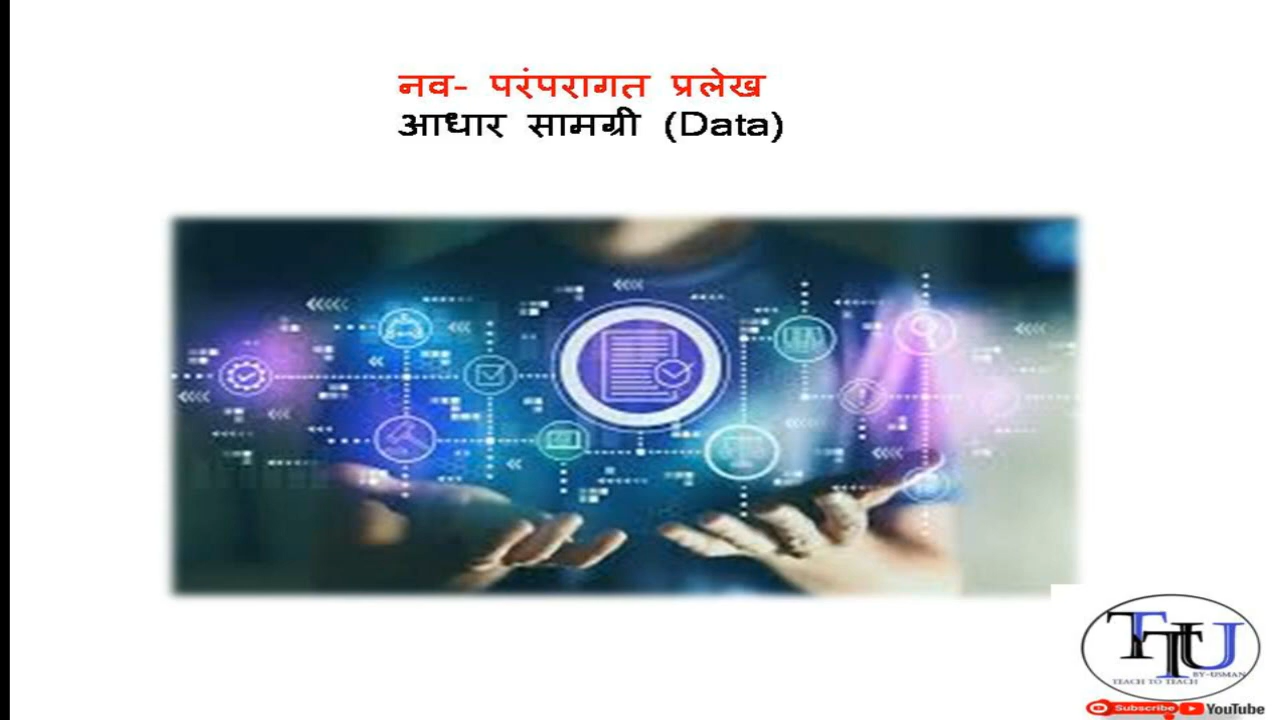 नव- परंपरागत प्रलेख
आधार सामग्री (Data)
TTU
BY-USMAN
TEACH TO TEACH
Subscribe YouTube